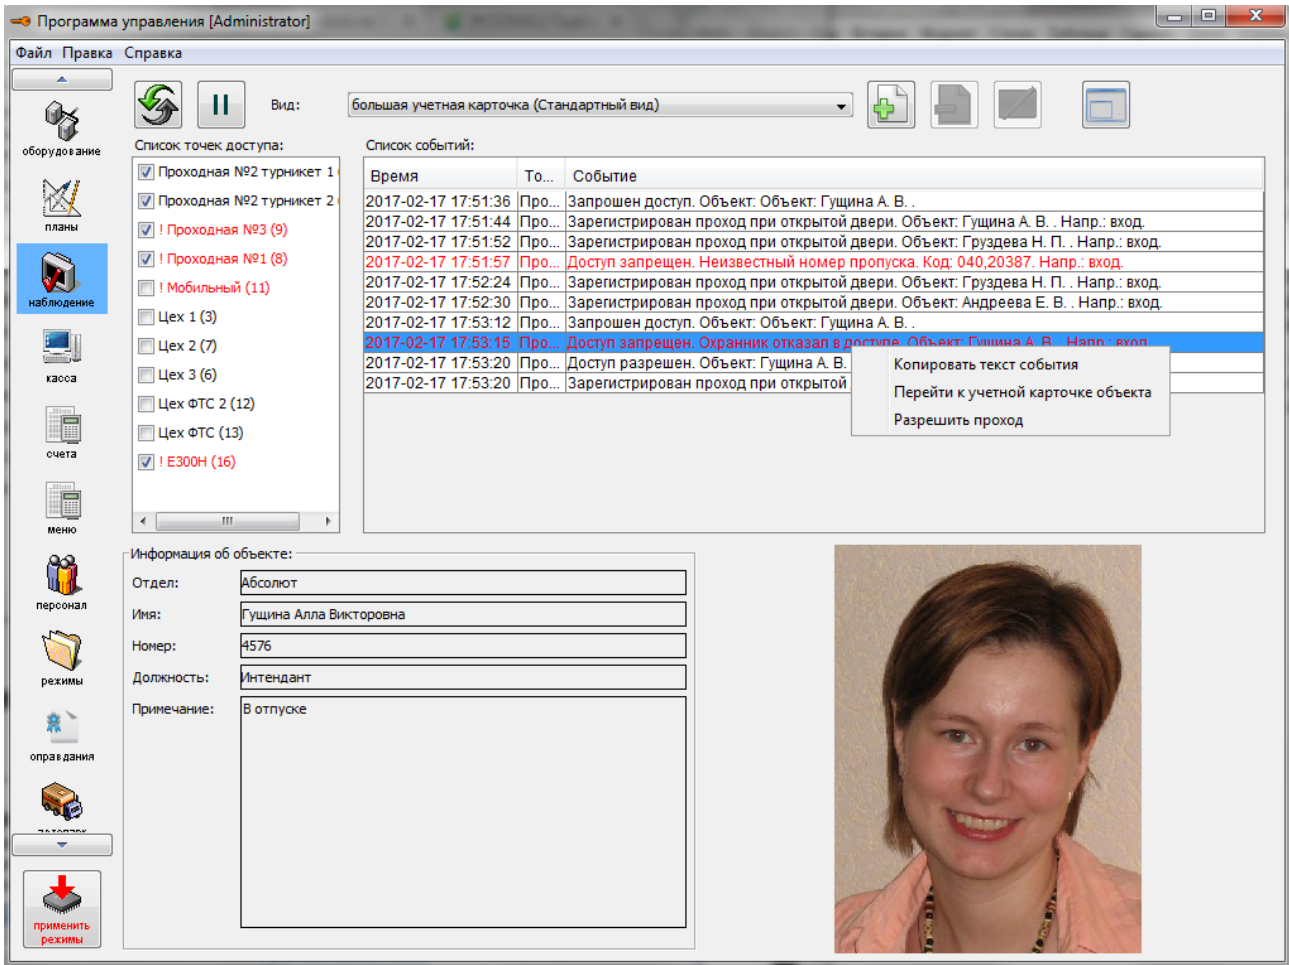 Программа управления [Administrator]
Файл Правка Справка
Вид: большая учетная карточка (Стандартный вид)
оборудование
планы
наблюдение
касса
счета
меню
персонал
режимы
оправдания
автопарк
применить
режимы
Список точек доступа:
Проходная №2 турникет 1
Проходная №2 турникет 2
! Проходная №3 (9)
! Проходная №1 (8)
! Мобильный (11)
Цех 1 (3)
Цех 2 (7)
Цех 3 (6)
Цех ФТС 2 (12)
Цех ФТС (13)
! E300H (16)
Список событий:
Время То... Событие
2017-02-17 17:51:36 Про... Запрошен доступ. Объект: Объект: Гущина А. В. .
2017-02-17 17:51:44 Про... Зарегистрирован проход при открытой двери. Объект: Гущина А. В. . Напр.: вход.
2017-02-17 17:51:52 Про... Зарегистрирован проход при открытой двери. Объект: Груздева Н. П. . Напр.: вход.
2017-02-17 17:51:57 Про... Доступ запрещен. Неизвестный номер пропуска. Код: 040,20387. Напр.: вход.
2017-02-17 17:52:24 Про... Зарегистрирован проход при открытой двери. Объект: Груздева Н. П. . Напр.: вход.
2017-02-17 17:52:30 Про... Зарегистрирован проход при открытой двери. Объект: Андреева Е. В. . Напр.: вход.
2017-02-17 17:53:12 Про... Запрошен доступ. Объект: Объект: Гущина А. В. .
2017-02-17 17:53:15 Про... Доступ запрещен. Охранник отказал в доступе. Объект: Гущина А. В. . Напр.: вход.
2017-02-17 17:53:20 Про... Доступ разрешен. Объект: Гущина А. В.
2017-02-17 17:53:20 Про... Зарегистрирован проход при открытой
Копировать текст события
Перейти к учетной карточке объекта
Разрешить проход
Информация об объекте:
Отдел: Абсолют
Имя: Гущина Алла Викторовна
Номер: 4576
Должность: Интендант
Примечание: В отпуске